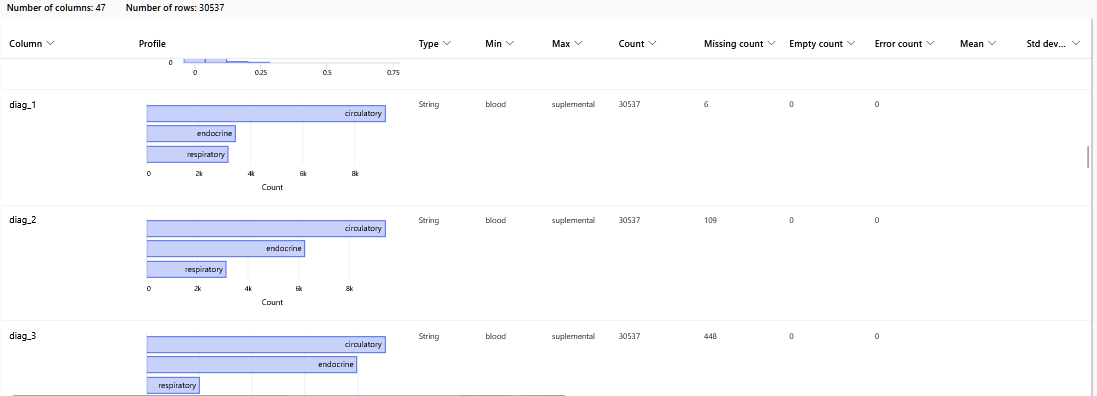 Number of columns: 47 Number of rows: 30537
Column Profile Type Min Max Count Missing count Empty count Error count Mean Std dev...
0
0 0.25 0.5 0.75
diag_1 String blood suplemental 30537 6 0 0
circulatory
endocrine
respiratory
0 2k 4k 6k 8k
Count
diag_2 String blood suplemental 30537 109 0 0
circulatory
endocrine
respiratory
0 2k 4k 6k 8k
Count
diag_3 String blood suplemental 30537 448 0 0
circulatory
endocrine
respiratory